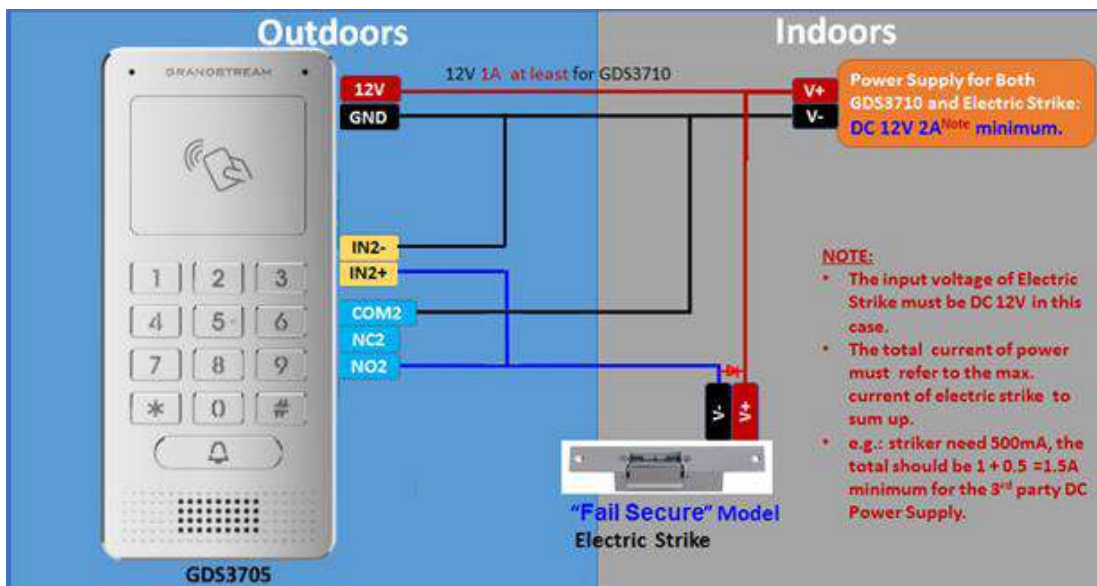 Outdoors
Indoors
GRANDSTREAM
12V 1A at least for GDS3710
12V
GND
V+
V-
Power Supply for Both
GDS3710 and Electric Strike:
DC 12V 2ANote minimum.
IN2-
IN2+
COM2
NC2
NO2
1 2 3
4 5 6
7 8 9
* 0 #
V-
V+
NOTE:
• The input voltage of Electric
Strike must be DC 12V in this
case.
• The total current of power
must refer to the max.
current of electric strike to
sum up.
• e.g.: striker need 500mA, the
total should be 1 + 0.5 =1.5A
minimum for the 3rd party DC
Power Supply.
"Fail Secure" Model
Electric Strike
GDS3705